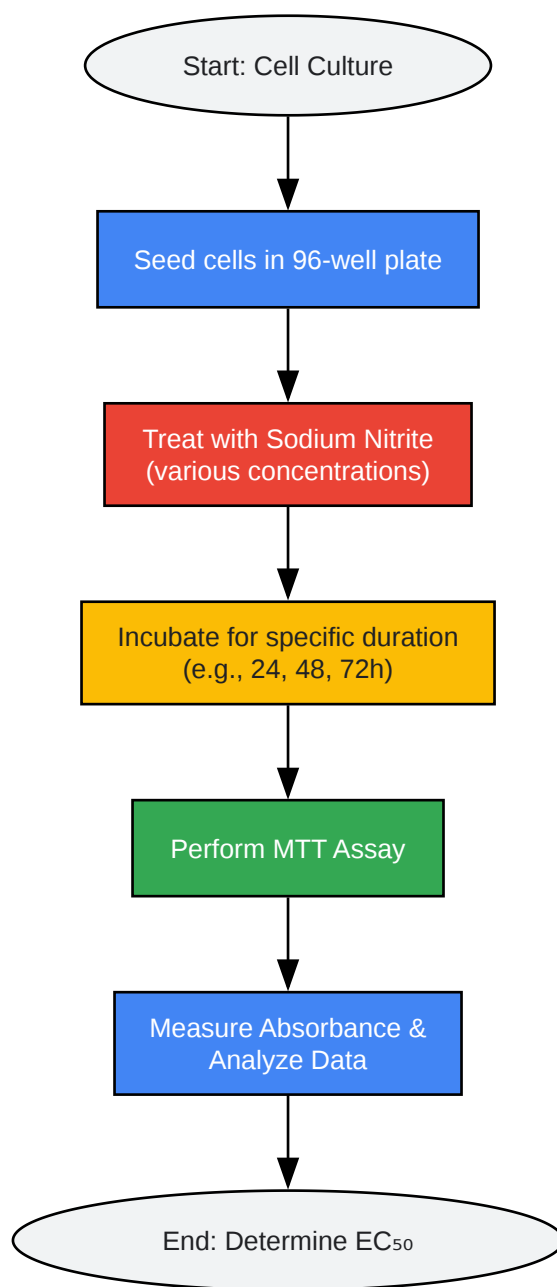 Start: Cell Culture
Seed cells in 96-well plate
Treat with Sodium Nitrite
(various concentrations)
Incubate for specific duration
(e.g., 24, 48, 72h)
Perform MTT Assay
Measure Absorbance &
Analyze Data
End: Determine EC₅₀